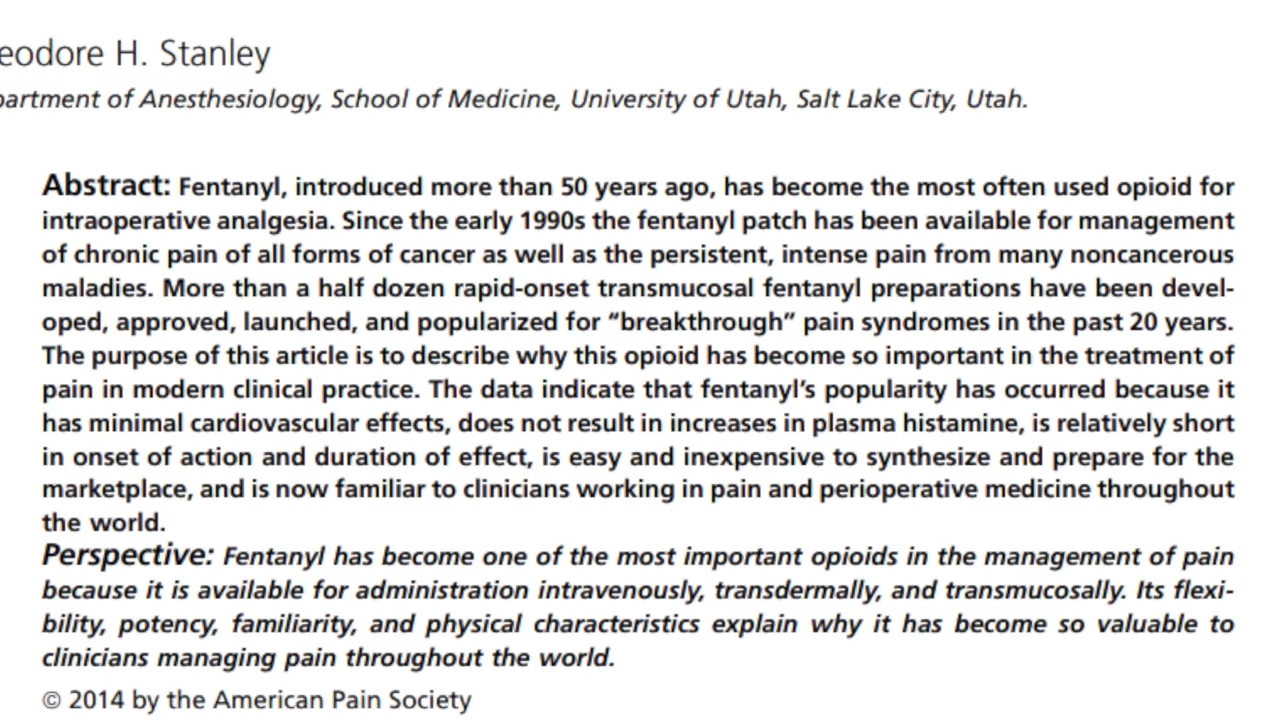 eodore H. Stanley
partment of Anesthesiology, School of Medicine, University of Utah, Salt Lake City, Utah.
Abstract: Fentanyl, introduced more than 50 years ago, has become the most often used opioid for
intraoperative analgesia. Since the early 1990s the fentanyl patch has been available for management
of chronic pain of all forms of cancer as well as the persistent, intense pain from many noncancerous
maladies. More than a half dozen rapid-onset transmucosal fentanyl preparations have been devel-
oped, approved, launched, and popularized for “breakthrough” pain syndromes in the past 20 years.
The purpose of this article is to describe why this opioid has become so important in the treatment of
pain in modern clinical practice. The data indicate that fentanyl’s popularity has occurred because it
has minimal cardiovascular effects, does not result in increases in plasma histamine, is relatively short
in onset of action and duration of effect, is easy and inexpensive to synthesize and prepare for the
marketplace, and is now familiar to clinicians working in pain and perioperative medicine throughout
the world.
Perspective: Fentanyl has become one of the most important opioids in the management of pain
because it is available for administration intravenously, transdermally, and transmucosally. Its flexi-
bility, potency, familiarity, and physical characteristics explain why it has become so valuable to
clinicians managing pain throughout the world.
© 2014 by the American Pain Society